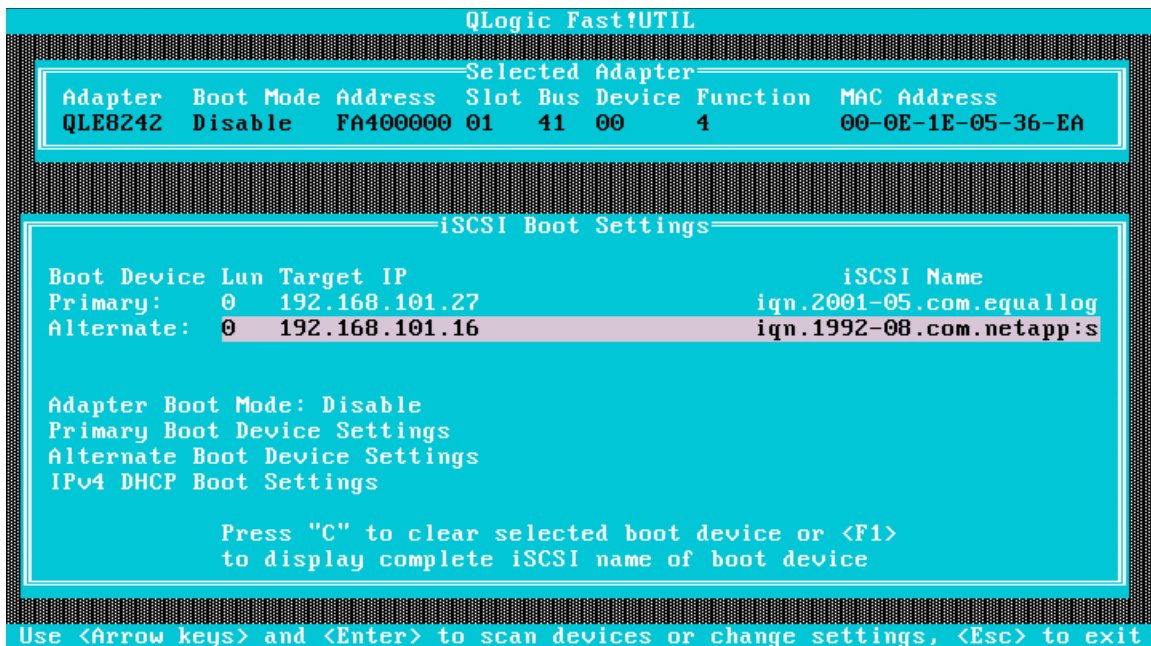 QLogic Fast!UTIL
Selected Adapter
Adapter Boot Mode Address Slot Bus Device Function MAC Address
QLE8242 Disable FA400000 01 41 00 4 00-0E-1E-05-36-EA
iSCSI Boot Settings
Boot Device Lun Target IP iSCSI Name
Primary: 0 192.168.101.27 iqn.2001-05.com.equallog
Alternate: 0 192.168.101.16 iqn.1992-08.com.netapp:s
Adapter Boot Mode: Disable
Primary Boot Device Settings
Alternate Boot Device Settings
IPv4 DHCP Boot Settings
Press "C" to clear selected boot device or <F1>
to display complete iSCSI name of boot device
Use <Arrow keys> and <Enter> to scan devices or change settings, <Esc> to exit